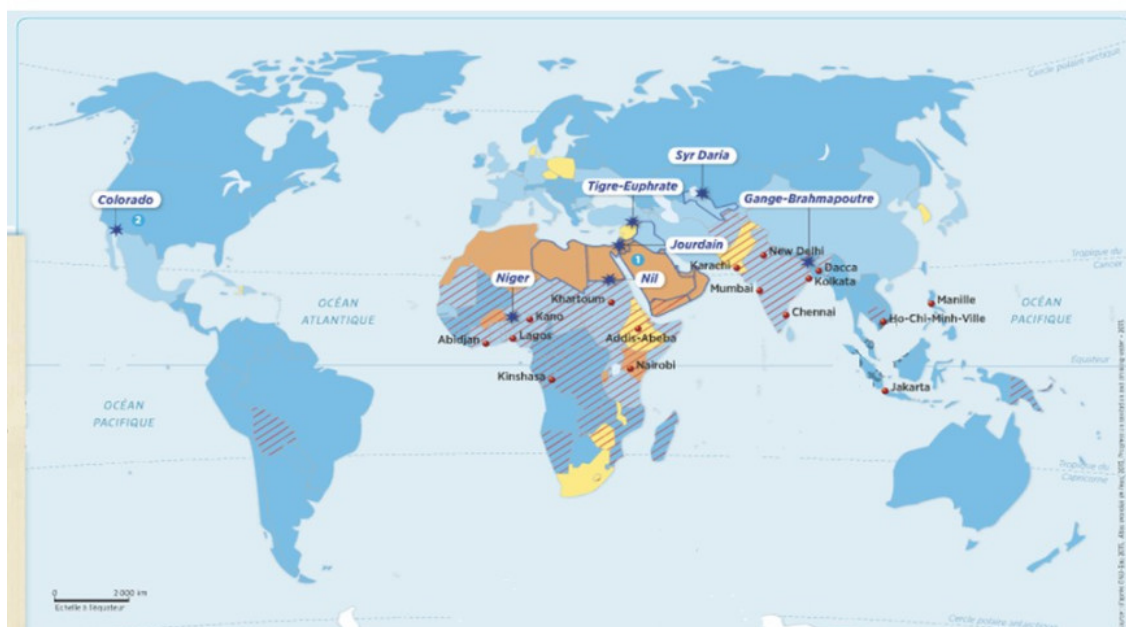 Cercle polaire arctique
Syr Daria
Tigre-Euphrate
Colorado
2
Gange-Brahmapoutre
Jourdain
1
New Delhi
Karachi
Dacca
Tropique du
Cancer
Niger
Nil
Kolkata
Khartoum
Mumbai
Manille
OCÉAN
ATLANTIQUE
OCÉAN
PACIFIQUE
Kano
Chennai
Ho-Chi-Minh-Ville
Abidjan
Lagos
Addis-Abeba
Équateur
Nairobi
Kinshasa
Jakarta
OCÉAN
PACIFIQUE
Tropique du
Capricorne
0
2 000 km
Echelle à l'équateur
Cercle polaire antarctique